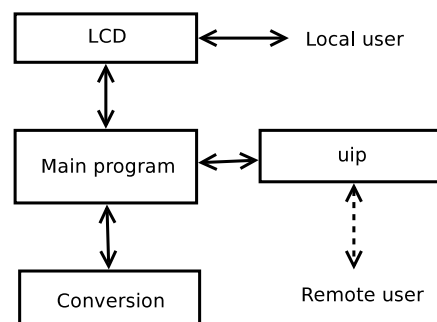 LCD
Local user
Main program
uip
Conversion
Remote user